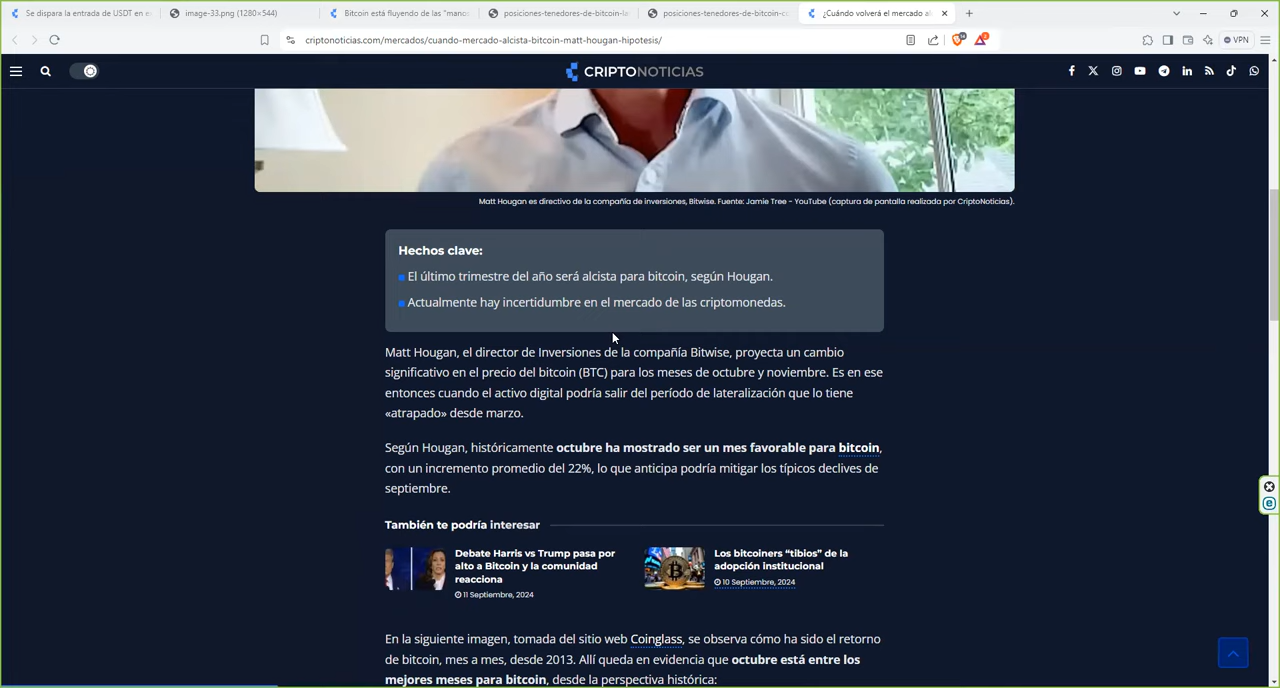 Se dispara la entrada de USDT en e
image-33.png (1280×544)
Bitcoin está fluyendo de las "mano
posiciones-tenedores-de-bitcoin-la
posiciones-tenedores-de-bitcoin-co
¿Cuándo volverá el mercado al
criptonoticias.com/mercados/cuando-mercado-alcista-bitcoin-matt-hougan-hipotesis/
VPN
CRIPTONOTICIAS
Matt Hougan es directivo de la compañía de inversiones, Bitwise. Fuente: Jamie Tree - YouTube (captura de pantalla realizada por CriptoNoticias).
Hechos clave:
El último trimestre del año será alcista para bitcoin, según Hougan.
Actualmente hay incertidumbre en el mercado de las criptomonedas.
Matt Hougan, el director de Inversiones de la compañía Bitwise, proyecta un cambio
significativo en el precio del bitcoin (BTC) para los meses de octubre y noviembre. Es en ese
entonces cuando el activo digital podría salir del período de lateralización que lo tiene
«atrapado» desde marzo.
Según Hougan, históricamente octubre ha mostrado ser un mes favorable para bitcoin,
con un incremento promedio del 22%, lo que anticipa podría mitigar los típicos declives de
septiembre.
También te podría interesar
Debate Harris vs Trump pasa por
alto a Bitcoin y la comunidad
reacciona
11 Septiembre, 2024
Los bitcoiners “tibios” de la
adopción institucional
10 Septiembre, 2024
En la siguiente imagen, tomada del sitio web Coinglass, se observa cómo ha sido el retorno
de bitcoin, mes a mes, desde 2013. Allí queda en evidencia que octubre está entre los
mejores meses para bitcoin, desde la perspectiva histórica: